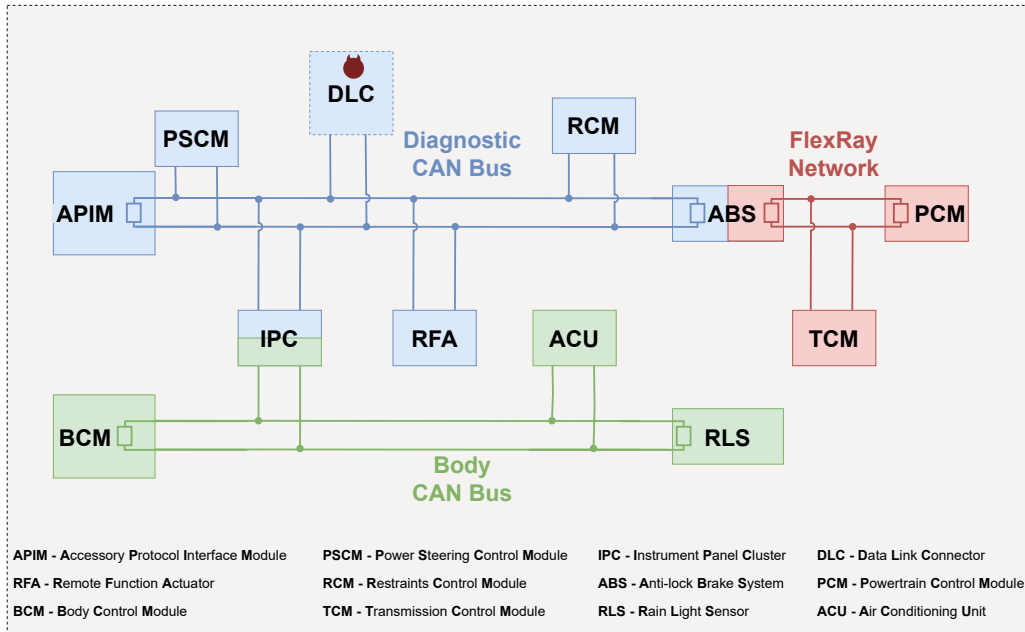 DLC
PSCM
RCM
Diagnostic
CAN Bus
FlexRay
Network
APIM
ABS
PCM
IPC
RFA
ACU
TCM
BCM
RLS
Body
CAN Bus
APIM - Accessory Protocol Interface Module
PSCM - Power Steering Control Module
IPC - Instrument Panel Cluster
DLC - Data Link Connector
RFA - Remote Function Actuator
RCM - Restraints Control Module
ABS - Anti-lock Brake System
PCM - Powertrain Control Module
BCM - Body Control Module
TCM - Transmission Control Module
RLS - Rain Light Sensor
ACU - Air Conditioning Unit